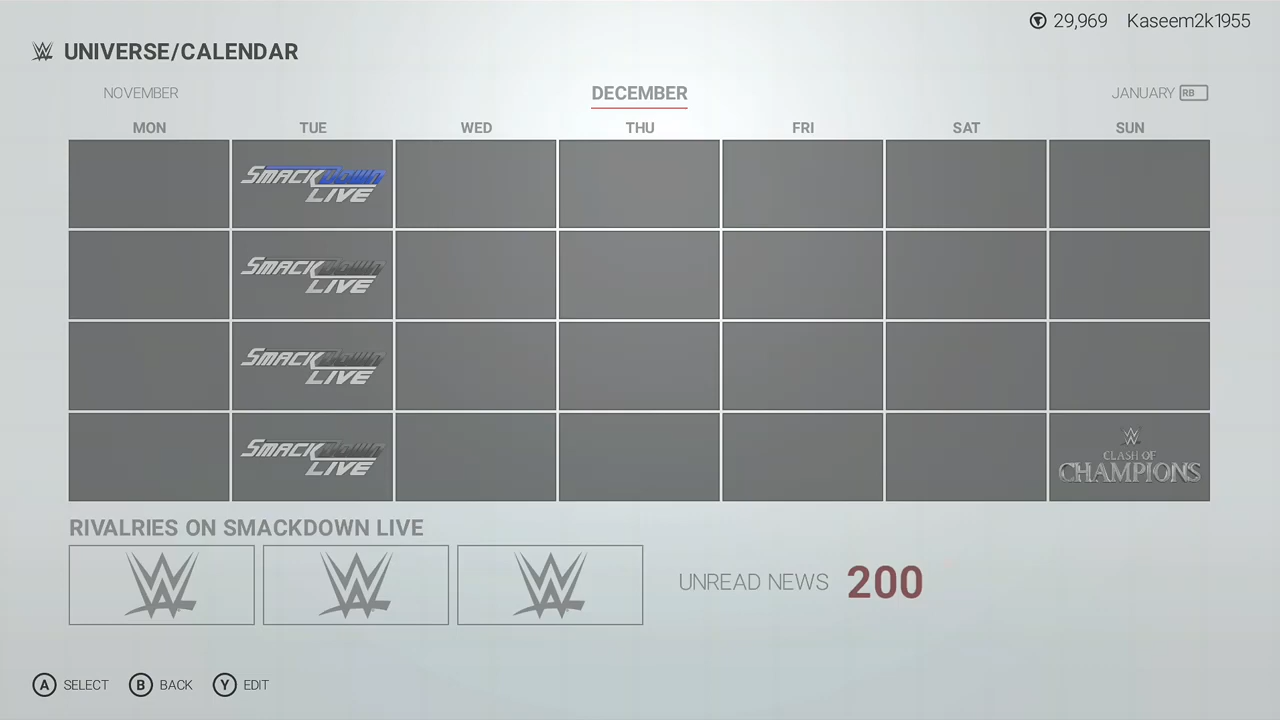 29,969 Kaseem2k1955
UNIVERSE/CALENDAR
NOVEMBER DECEMBER JANUARY RB
MON TUE WED THU FRI SAT SUN
SMACKDOWN
LIVE
SMACKDOWN
LIVE
SMACKDOWN
LIVE
SMACKDOWN
LIVE
W
CLASH OF
CHAMPIONS
RIVALRIES ON SMACKDOWN LIVE
W W W
UNREAD NEWS 200
A SELECT B BACK Y EDIT